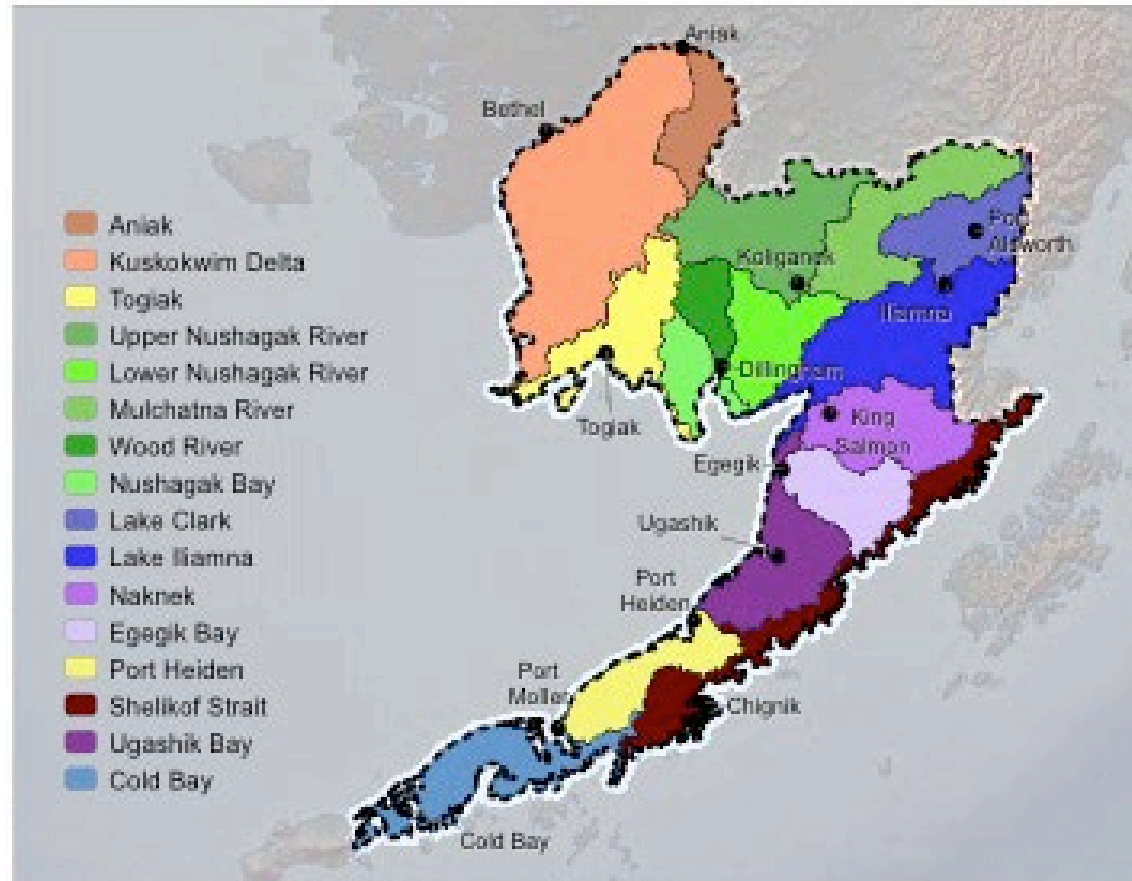 Aniak
Bethel
Aniak
Kuskokwim Delta
Togiak
Upper Nushagak River
Lower Nushagak River
Mulchatna River
Wood River
Nushagak Bay
Lake Clark
Lake Iliamna
Naknek
Egegik Bay
Port Heiden
Shelikof Strait
Ugashik Bay
Cold Bay
Port
Alsworth
Koliganek
Iliamna
Dillingham
Togiak
King
Salmon
Egegik
Ugashik
Port
Heiden
Port
Moller
Chignik
Cold Bay